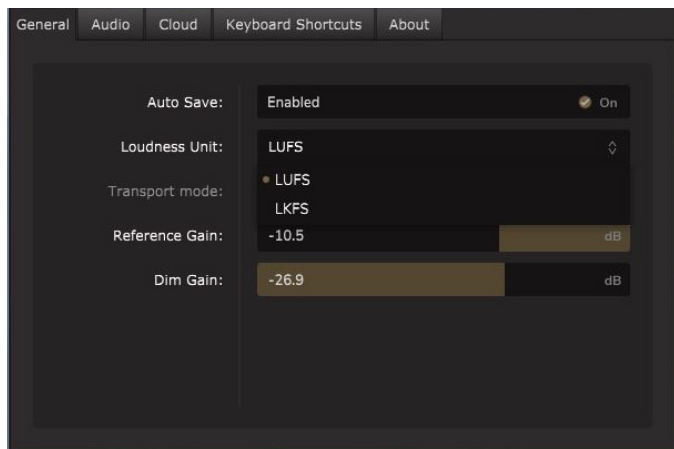 General Audio Cloud Keyboard Shortcuts About
Auto Save: Enabled On
Loudness Unit: LUFS
LUFS
Transport mode:
LKFS
Reference Gain: -10.5 dB
Dim Gain: -26.9 dB